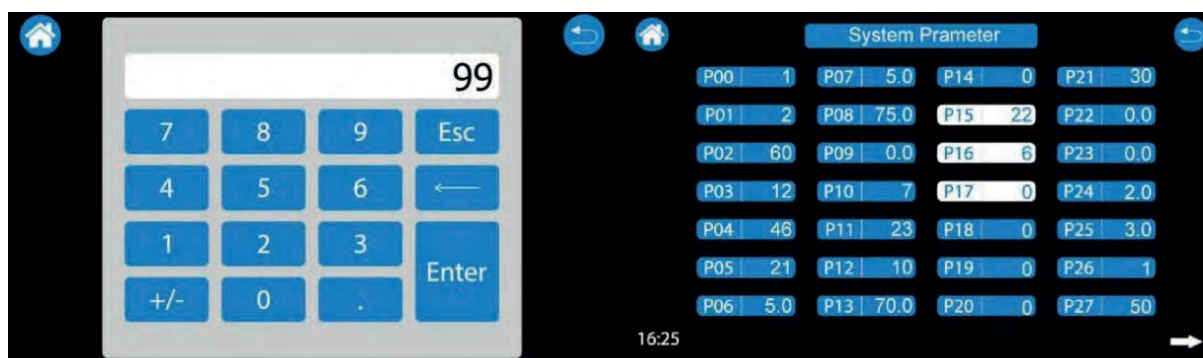 99
7 8 9 Esc
4 5 6
1 2 3
Enter
+/- 0 .
System Prameter
P00 1 P07 5.0 P14 0 P21 30
P01 2 P08 75.0 P15 22 P22 0.0
P02 60 P09 0.0 P16 6 P23 0.0
P03 12 P10 7 P17 0 P24 2.0
P04 46 P11 23 P18 0 P25 3.0
P05 21 P12 10 P19 0 P26 1
P06 5.0 P13 70.0 P20 0 P27 50
16:25